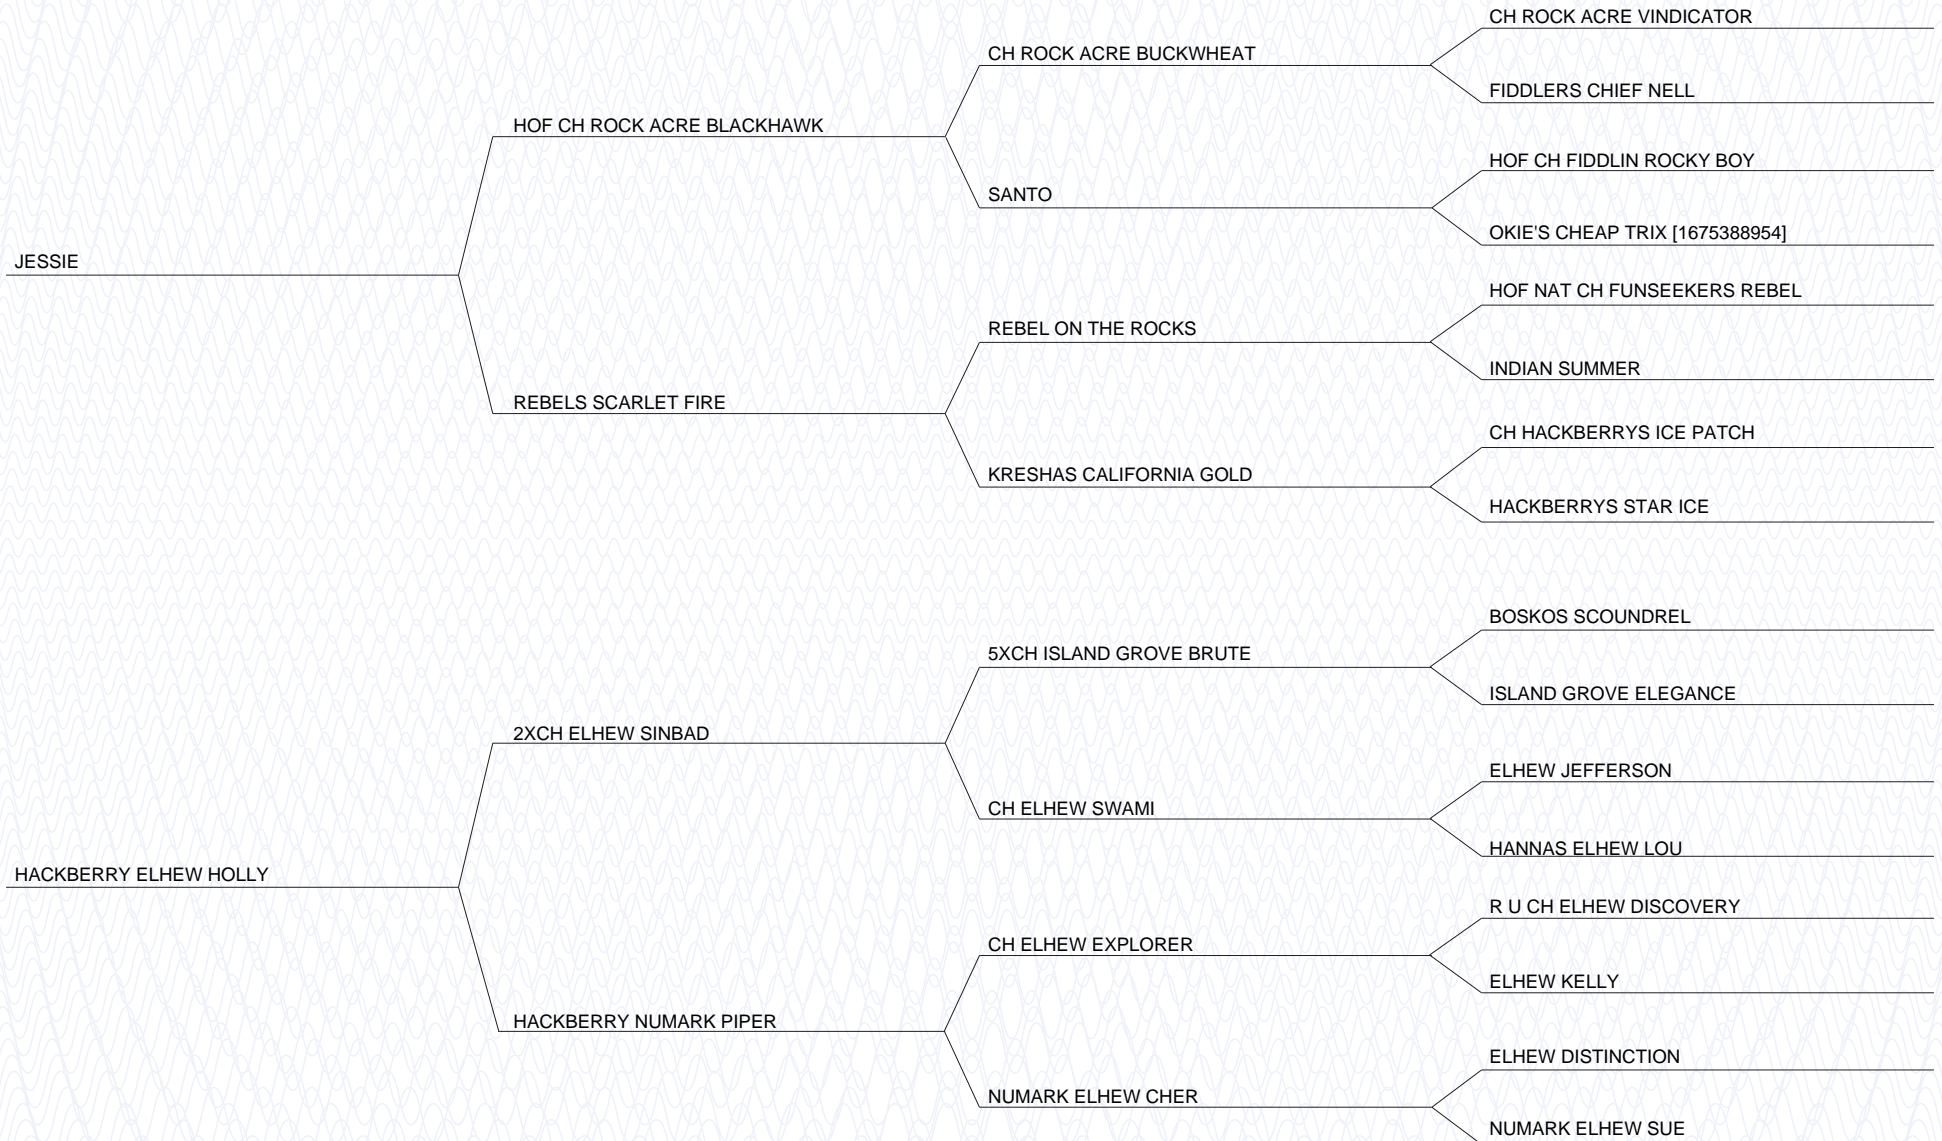 JESSIE
HOF CH ROCK ACRE BLACKHAWK
CH ROCK ACRE BUCKWHEAT
CH ROCK ACRE VINDICATOR
FIDDLERS CHIEF NELL
SANTO
HOF CH FIDDLIN ROCKY BOY
OKIE'S CHEAP TRIX [1675388954]
REBELS SCARLET FIRE
REBEL ON THE ROCKS
HOF NAT CH FUNSEEKERS REBEL
INDIAN SUMMER
KRESHAS CALIFORNIA GOLD
CH HACKBERRYS ICE PATCH
HACKBERRYS STAR ICE
HACKBERRY ELHEW HOLLY
2XCH ELHEW SINBAD
5XCH ISLAND GROVE BRUTE
BOSKOS SCOUNDREL
ISLAND GROVE ELEGANCE
CH ELHEW SWAMI
ELHEW JEFFERSON
HANNAS ELHEW LOU
HACKBERRY NUMARK PIPER
CH ELHEW EXPLORER
R U CH ELHEW DISCOVERY
ELHEW KELLY
NUMARK ELHEW CHER
ELHEW DISTINCTION
NUMARK ELHEW SUE